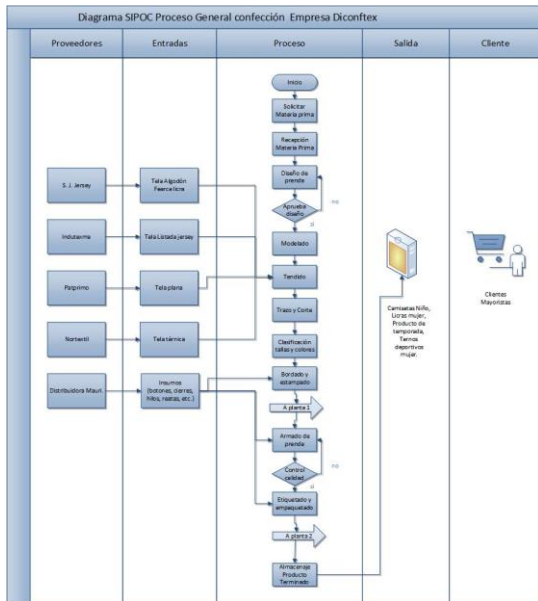 Diagrama SIPOC Proceso General confección Empresa Diconftex
Proveedores
Entradas
Proceso
Salida
Cliente
Inicio
Solicitar
Materia prima
Recepción
Materia Prima
S. J. Jersey
Tela Algodón
Diseño de
prende
no
Aprueba
diseño
si
Indutexma
Tela Listada jersey
Modelado
Patprimo
Tela plana
Tendido
Trazo y Corte
Nortextil
Tela térmica
Clasificación
tallas y colores
Distribuidora Mauri.
Insumos
(botones, cierres,
hilos, reatas, etc.)
Bordado y
estampado
A planta 1
Armado de
prenda
no
Control
calidad
si
Etiquetado y
empaquetado
A planta 2
Almacenaje
Producto
Terminado
Camisetas Niño,
Licras mujer,
Producto de
temporada,
Ternos
deportivos
mujer.
Clientes
Mayoristas